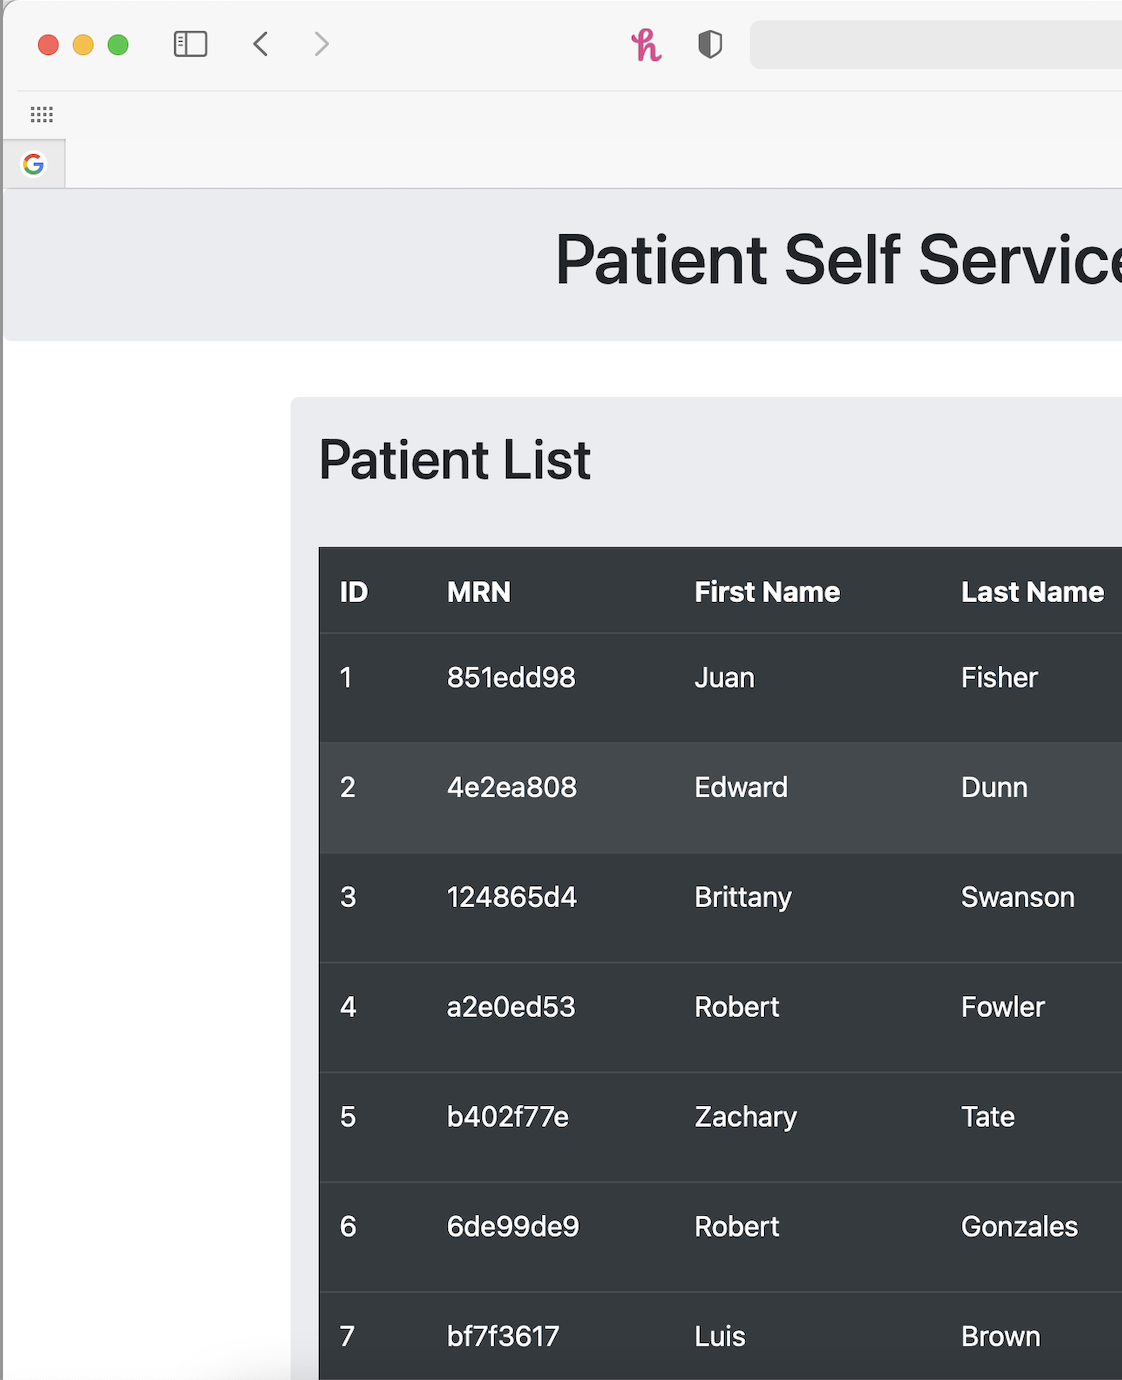 Patient Self Service
Patient List
ID MRN First Name Last Name
1 851edd98 Juan Fisher
2 4e2ea808 Edward Dunn
3 124865d4 Brittany Swanson
4 a2e0ed53 Robert Fowler
5 b402f77e Zachary Tate
6 6de99de9 Robert Gonzales
7 bf7f3617 Luis Brown